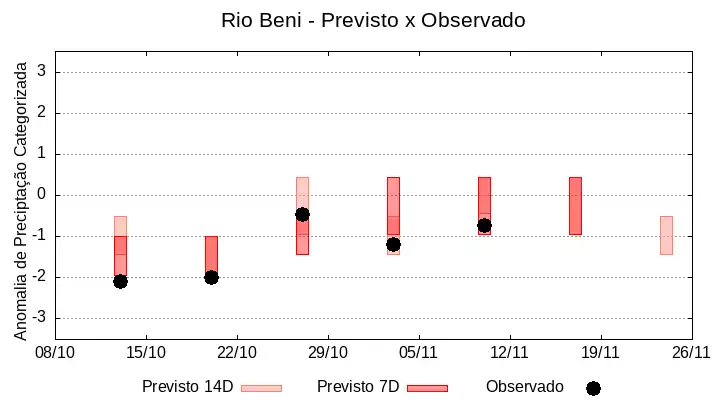 Rio Beni - Previsto x Observado
Anomalia de Preciptação Categorizada
3
2
1
0
-1
-2
-3
08/10 15/10 22/10 29/10 05/11 12/11 19/11 26/11
Previsto 14D Previsto 7D Observado